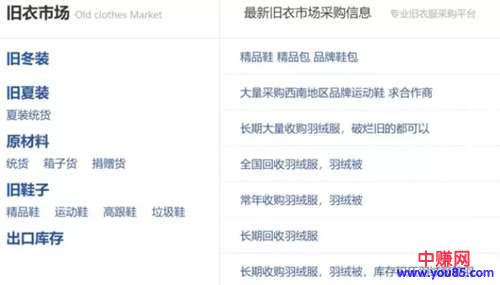 旧衣市场 Old clothes Market
旧冬装
旧夏装
夏装统货
原材料
统货 箱子货 捐赠货
旧鞋子
精品鞋 运动鞋 高跟鞋 垃圾鞋
出口库存
最新旧衣市场采购信息 专业旧衣服采购平台
精品鞋 精品包 品牌鞋包
大量采购西南地区品牌运动鞋 求合作商
长期大量收购羽绒服，破烂旧的都可以
全国回收羽绒服，羽绒被
常年收购羽绒服，羽绒被
长期回收羽绒服
长期收购羽绒服，羽绒被，库存
中赚网
www.you85.com